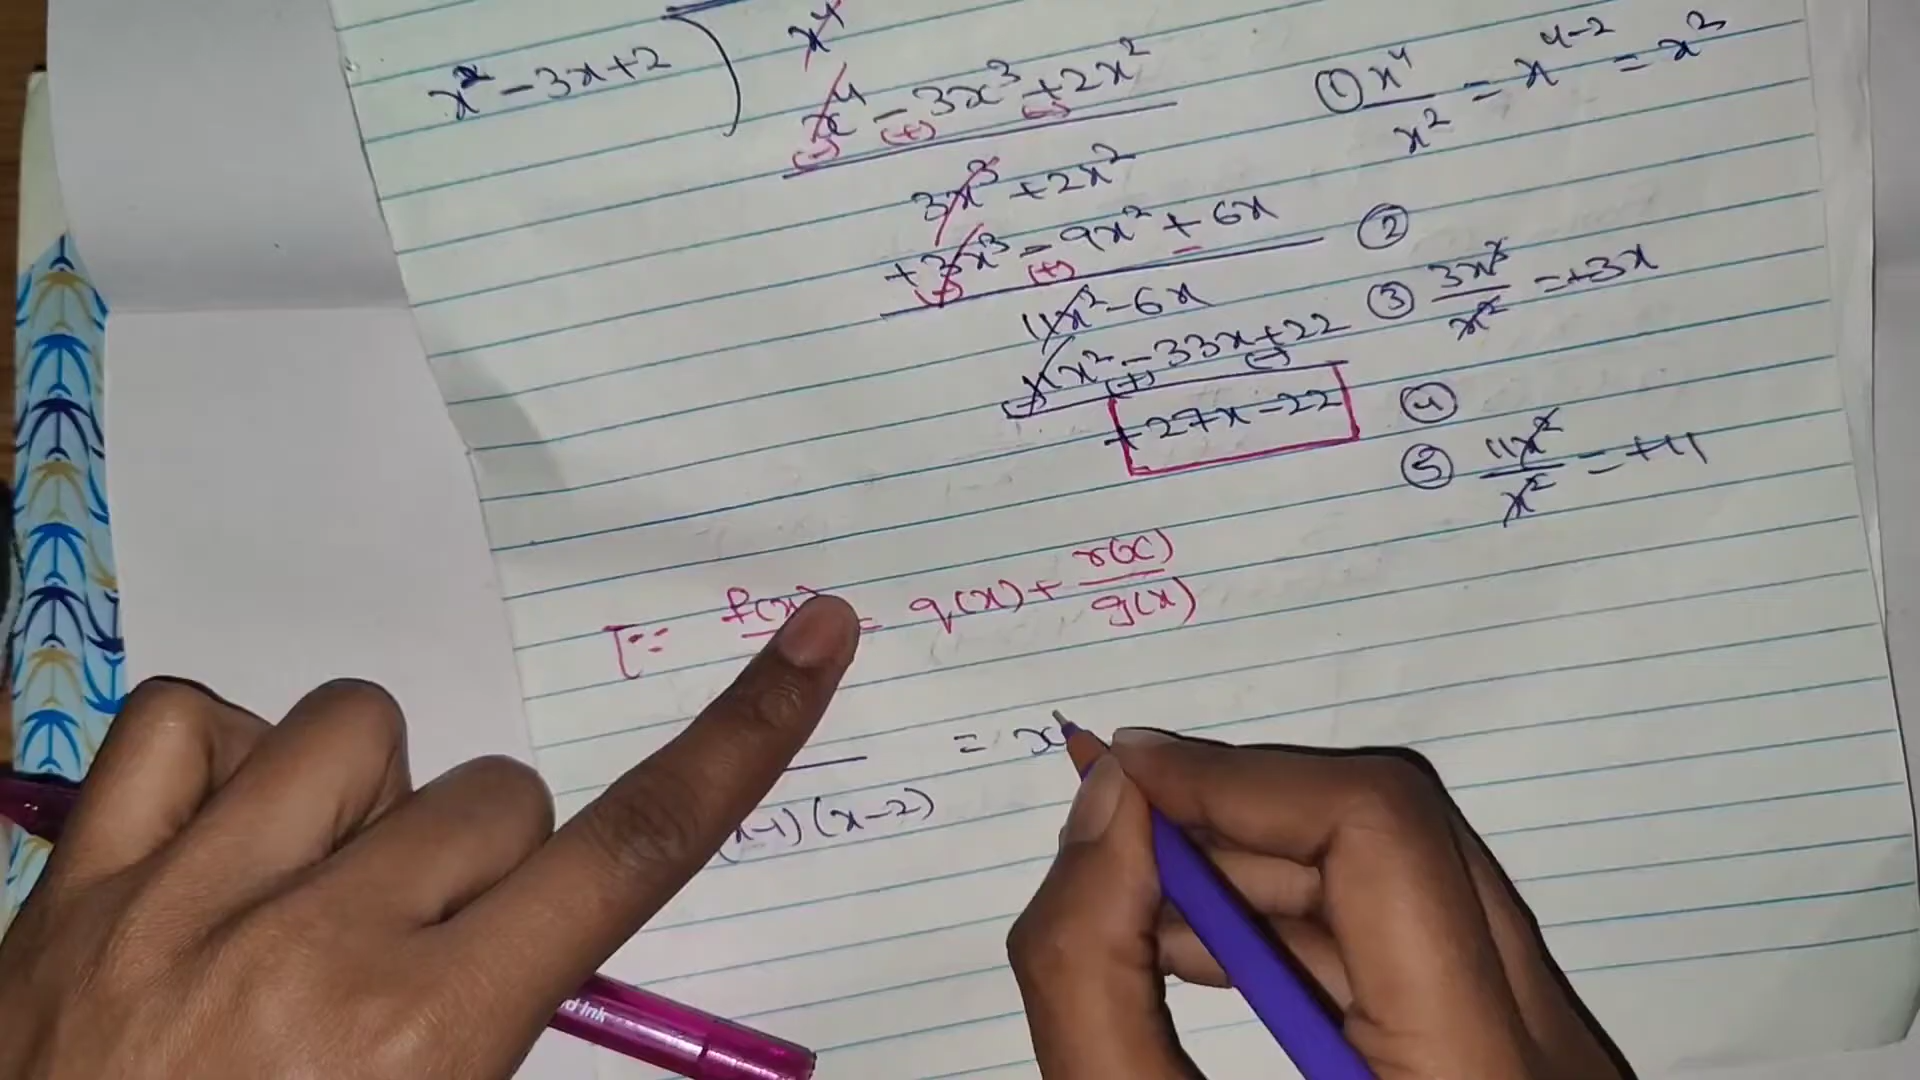 x² - 3x + 2 ) x⁴
x⁴ - 3x³ + 2x²
(-) (+) (-)
3x³ + 2x²
+ 3x³ - 9x² + 6x
(-) (+) -
11x² - 6x
11x² - 33x + 22
(-) (+) (-)
+27x - 22
① x⁴/x² = x⁴⁻² = x²
②
③ 3x³/x² = +3x
④
⑤ 11x²/x² = +11
[∵ f(x) = q(x) + r(x)/g(x)
= x
(x-1)(x-2)
d Ink